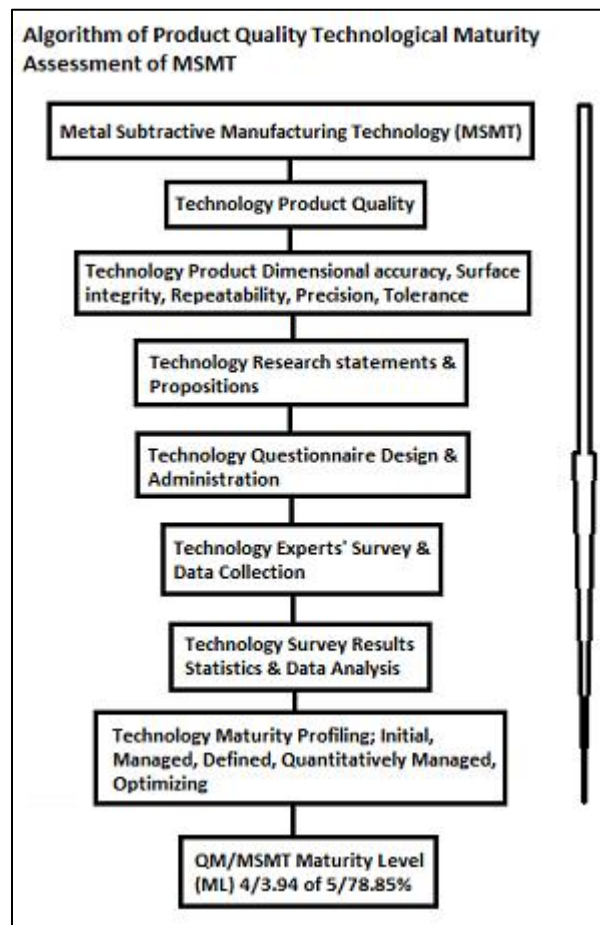 Algorithm of Product Quality Technological Maturity
Assessment of MSMT
Metal Subtractive Manufacturing Technology (MSMT)
Technology Product Quality
Technology Product Dimensional accuracy, Surface
integrity, Repeatability, Precision, Tolerance
Technology Research statements &
Propositions
Technology Questionnaire Design &
Administration
Technology Experts' Survey &
Data Collection
Technology Survey Results
Statistics & Data Analysis
Technology Maturity Profiling; Initial,
Managed, Defined, Quantitatively Managed,
Optimizing
QM/MSMT Maturity Level
(ML) 4/3.94 of 5/78.85%